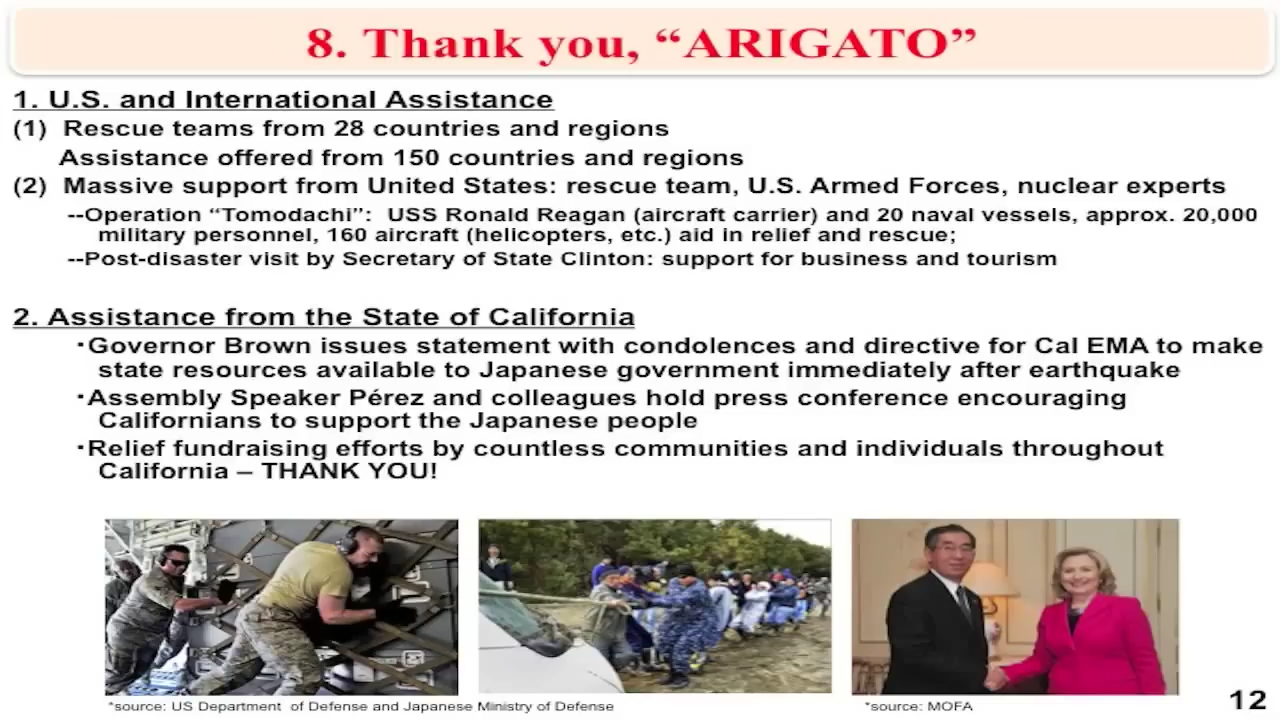 8. Thank you, “ARIGATO”
1. U.S. and International Assistance
(1) Rescue teams from 28 countries and regions
Assistance offered from 150 countries and regions
(2) Massive support from United States: rescue team, U.S. Armed Forces, nuclear experts
--Operation “Tomodachi”: USS Ronald Reagan (aircraft carrier) and 20 naval vessels, approx. 20,000
military personnel, 160 aircraft (helicopters, etc.) aid in relief and rescue;
--Post-disaster visit by Secretary of State Clinton: support for business and tourism
2. Assistance from the State of California
・Governor Brown issues statement with condolences and directive for Cal EMA to make
state resources available to Japanese government immediately after earthquake
・Assembly Speaker Pérez and colleagues hold press conference encouraging
Californians to support the Japanese people
・Relief fundraising efforts by countless communities and individuals throughout
California – THANK YOU!
*source: US Department of Defense and Japanese Ministry of Defense
*source: MOFA
12